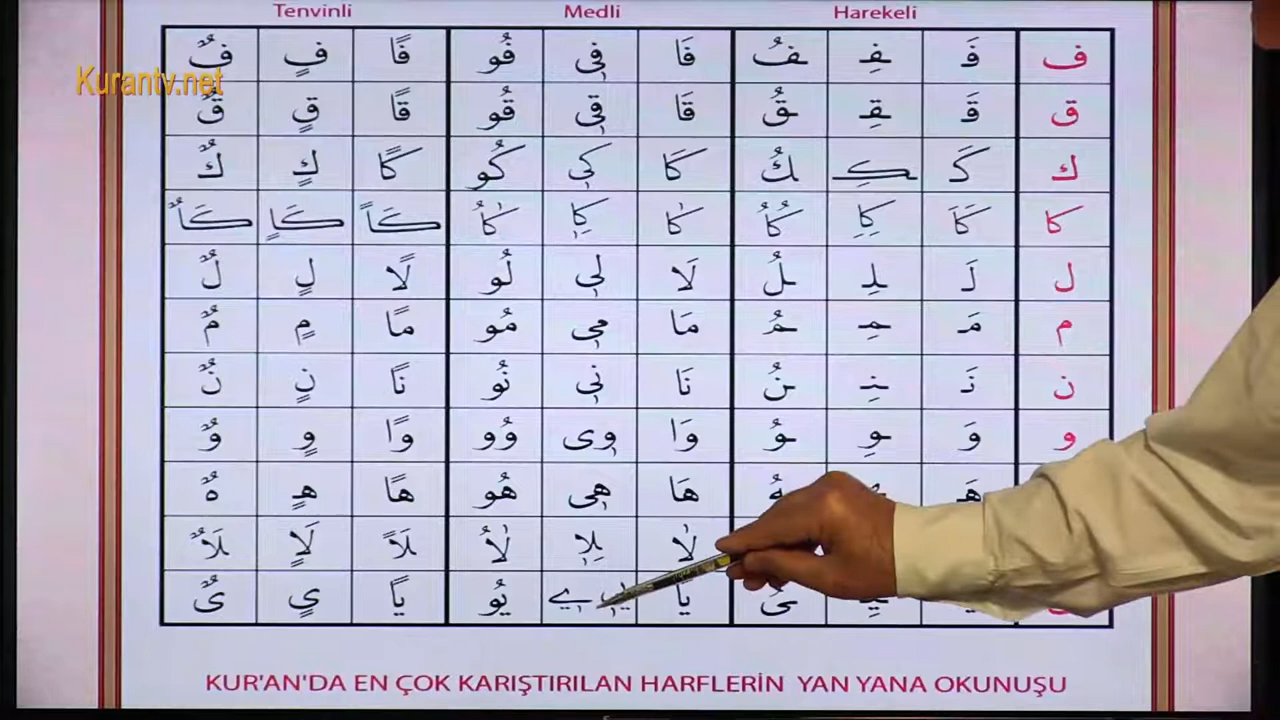 Tenvinli Medli Harekeli
Kurantv.net
ف فَ فِ فُ فَا فِى فُو فًا فٍ فٌ
ق قَ قِ قُ قَا قِى قُو قًا قٍ قٌ
ك كَ كِ كُ كَا كِى كُو كًا كٍ كٌ
ل لَ لِ لُ لَا لِى لُو لًا لٍ لٌ
م مَ مِ مُ مَا مِى مُو مًا مٍ مٌ
ن نَ نِ نُ نَا نِى نُو نًا نٍ نٌ
و وَ وِ وُ وَا وِى وُو وًا وٍ وٌ
هَا هِى هُو هًا هٍ هٌ
يَا يُو يًا ىٍ ىٌ
KUR'AN'DA EN ÇOK KARIŞTIRILAN HARFLERİN YAN YANA OKUNUŞU